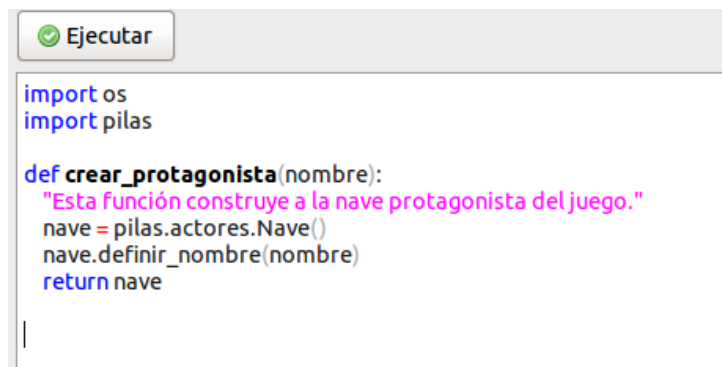 Ejecutar
import os
import pilas
def crear_protagonista(nombre):
"Esta función construye a la nave protagonista del juego."
nave = pilas.actores.Nave()
nave.definir_nombre(nombre)
return nave